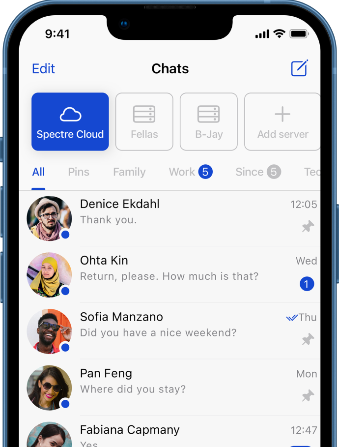 9:41
Edit Chats
Spectre Cloud Fellas B-Jay Add server
All Pins Family Work 5 Since 5 Tec
Denice Ekdahl 12:05
Thank you.
Ohta Kin Wed
Return, please. How much is that? 1
Sofia Manzano Thu
Did you have a nice weekend?
Pan Feng Mon
Where did you stay?
Fabiana Capmany 12:47
Yes